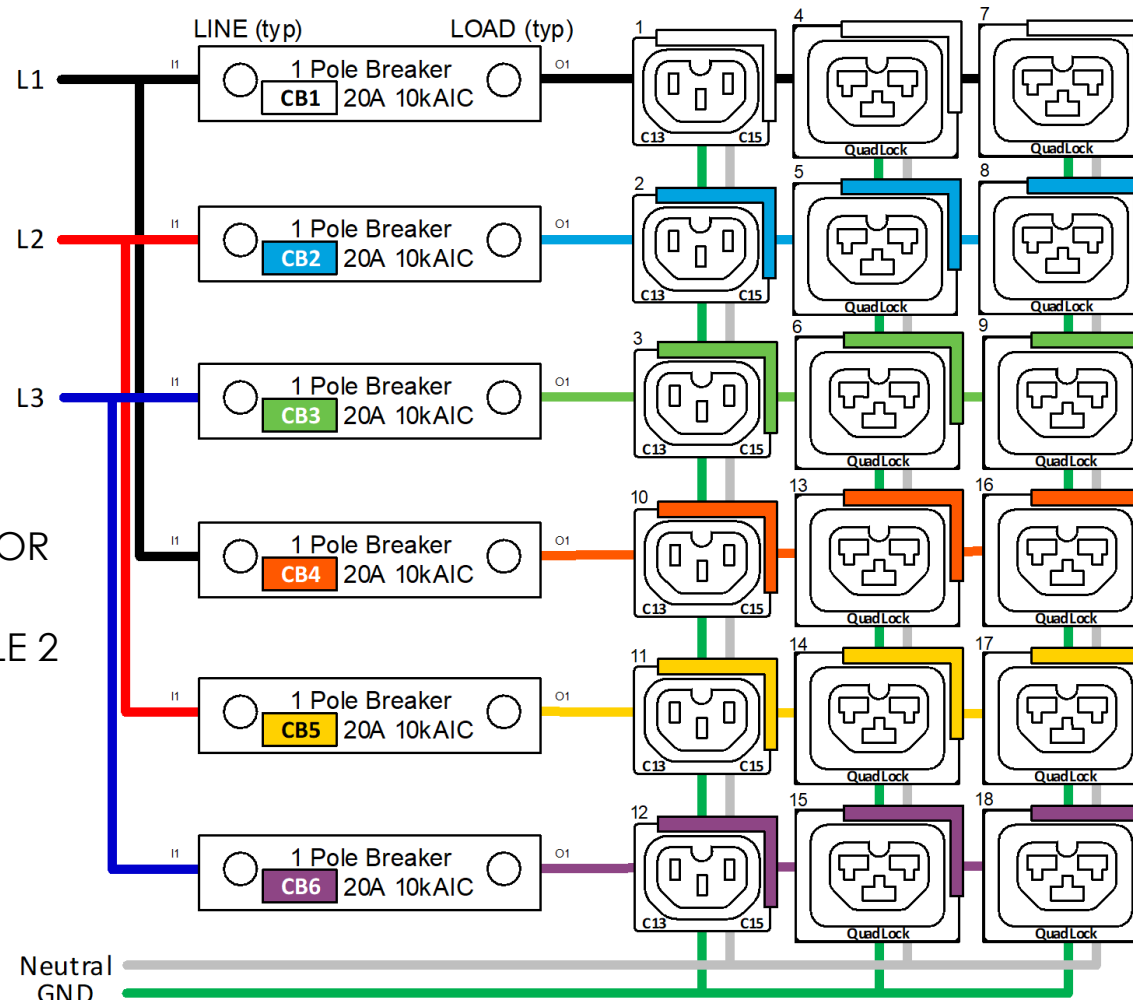 LINE (typ) LOAD (typ) 1 4 7
L1 I1 1 Pole Breaker O1
CB1 20A 10kAIC
C13 C15 QuadLock QuadLock
2 5 8
L2 I1 1 Pole Breaker O1
CB2 20A 10kAIC
C13 C15 QuadLock QuadLock
3 6 9
L3 I1 1 Pole Breaker O1
CB3 20A 10kAIC
C13 C15 QuadLock QuadLock
10 13 16
OR I1 1 Pole Breaker O1
CB4 20A 10kAIC
C13 C15 QuadLock QuadLock
LE 2
11 14 17
I1 1 Pole Breaker O1
CB5 20A 10kAIC
C13 C15 QuadLock QuadLock
12 15 18
I1 1 Pole Breaker O1
CB6 20A 10kAIC
C13 C15 QuadLock QuadLock
Neutral
GND